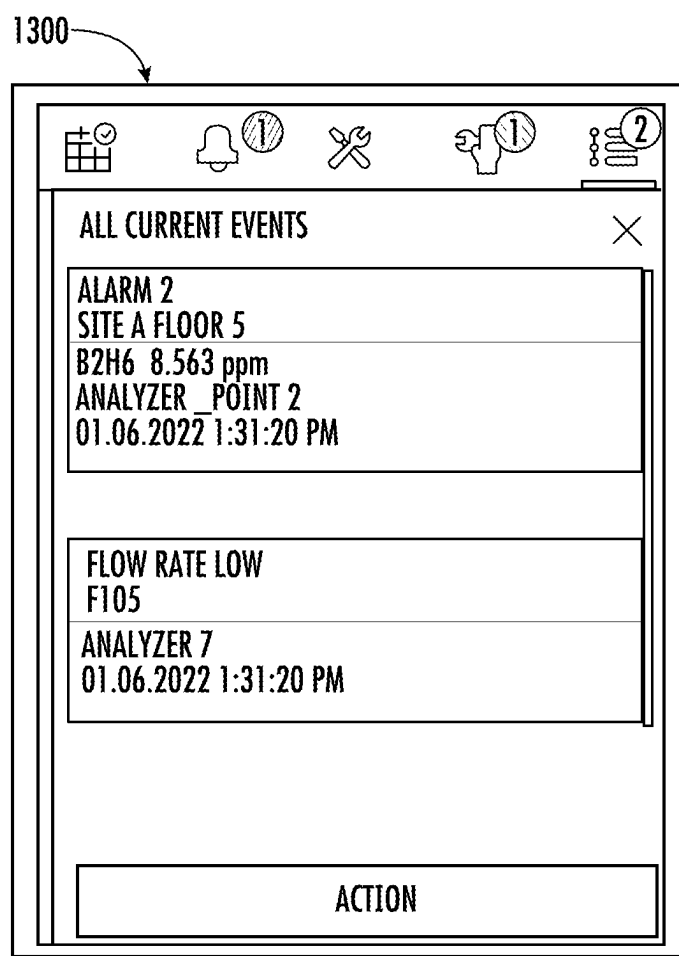 1300
1
1
2
ALL CURRENT EVENTS
ALARM 2
SITE A FLOOR 5
B2H6 8.563 ppm
ANALYZER _POINT 2
01.06.2022 1:31:20 PM
FLOW RATE LOW
F105
ANALYZER 7
01.06.2022 1:31:20 PM
ACTION